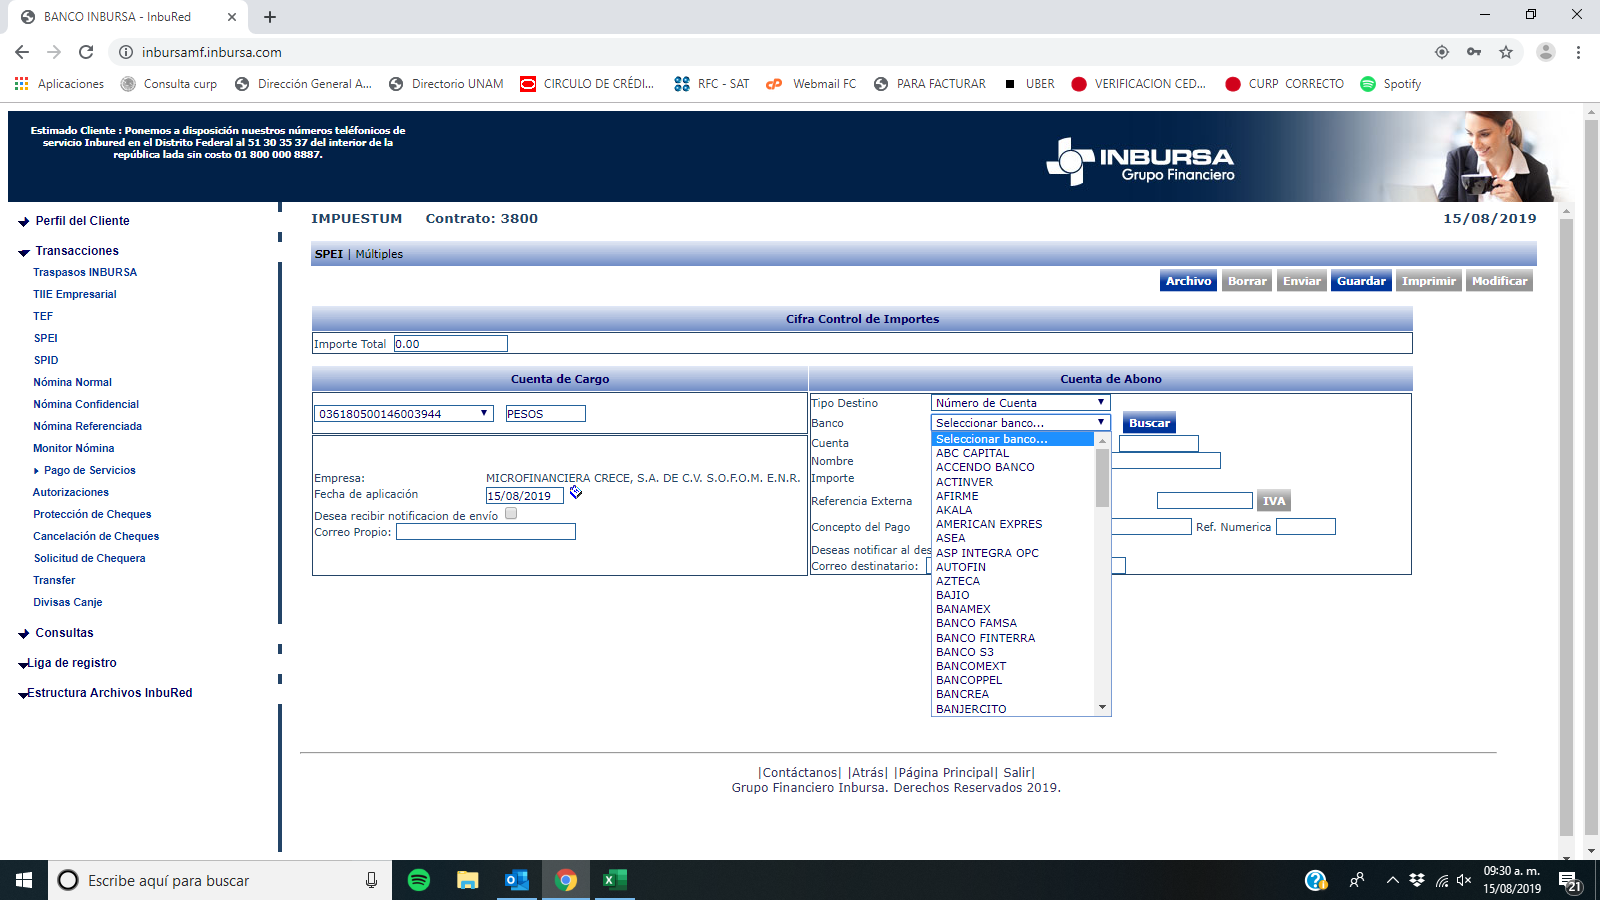 BANCO INBURSA - InbuRed
inbursamf.inbursa.com
Aplicaciones
Consulta curp
Dirección General A...
Directorio UNAM
CIRCULO DE CRÉDI...
RFC - SAT
Webmail FC
PARA FACTURAR
UBER
VERIFICACION CED...
CURP CORRECTO
Spotify
Estimado Cliente : Ponemos a disposición nuestros números teléfonicos de
servicio Inbured en el Distrito Federal al 51 30 35 37 del interior de la
república lada sin costo 01 800 000 8887.
INBURSA
Grupo Financiero
Perfil del Cliente
Transacciones
Traspasos INBURSA
TIIE Empresarial
TEF
SPEI
SPID
Nómina Normal
Nómina Confidencial
Nómina Referenciada
Monitor Nómina
Pago de Servicios
Autorizaciones
Protección de Cheques
Cancelación de Cheques
Solicitud de Chequera
Transfer
Divisas Canje
Consultas
Liga de registro
Estructura Archivos InbuRed
IMPUESTUM Contrato: 3800
15/08/2019
SPEI | Múltiples
Archivo Borrar Enviar Guardar Imprimir Modificar
Cifra Control de Importes
Importe Total 0.00
Cuenta de Cargo
036180500146003944 PESOS
Empresa: MICROFINANCIERA CRECE, S.A. DE C.V. S.O.F.O.M. E.N.R.
Fecha de aplicación 15/08/2019
Desea recibir notificacion de envío
Correo Propio:
Cuenta de Abono
Tipo Destino Número de Cuenta
Banco Seleccionar banco... Buscar
Cuenta
Nombre
Importe
Referencia Externa IVA
Concepto del Pago Ref. Numerica
Deseas notificar al des
Correo destinatario:
Seleccionar banco...
ABC CAPITAL
ACCENDO BANCO
ACTINVER
AFIRME
AKALA
AMERICAN EXPRES
ASEA
ASP INTEGRA OPC
AUTOFIN
AZTECA
BAJIO
BANAMEX
BANCO FAMSA
BANCO FINTERRA
BANCO S3
BANCOMEXT
BANCOPPEL
BANCREA
BANJERCITO
|Contáctanos| |Atrás| |Página Principal| Salir|
Grupo Financiero Inbursa. Derechos Reservados 2019.
Escribe aquí para buscar
09:30 a. m.
15/08/2019
21